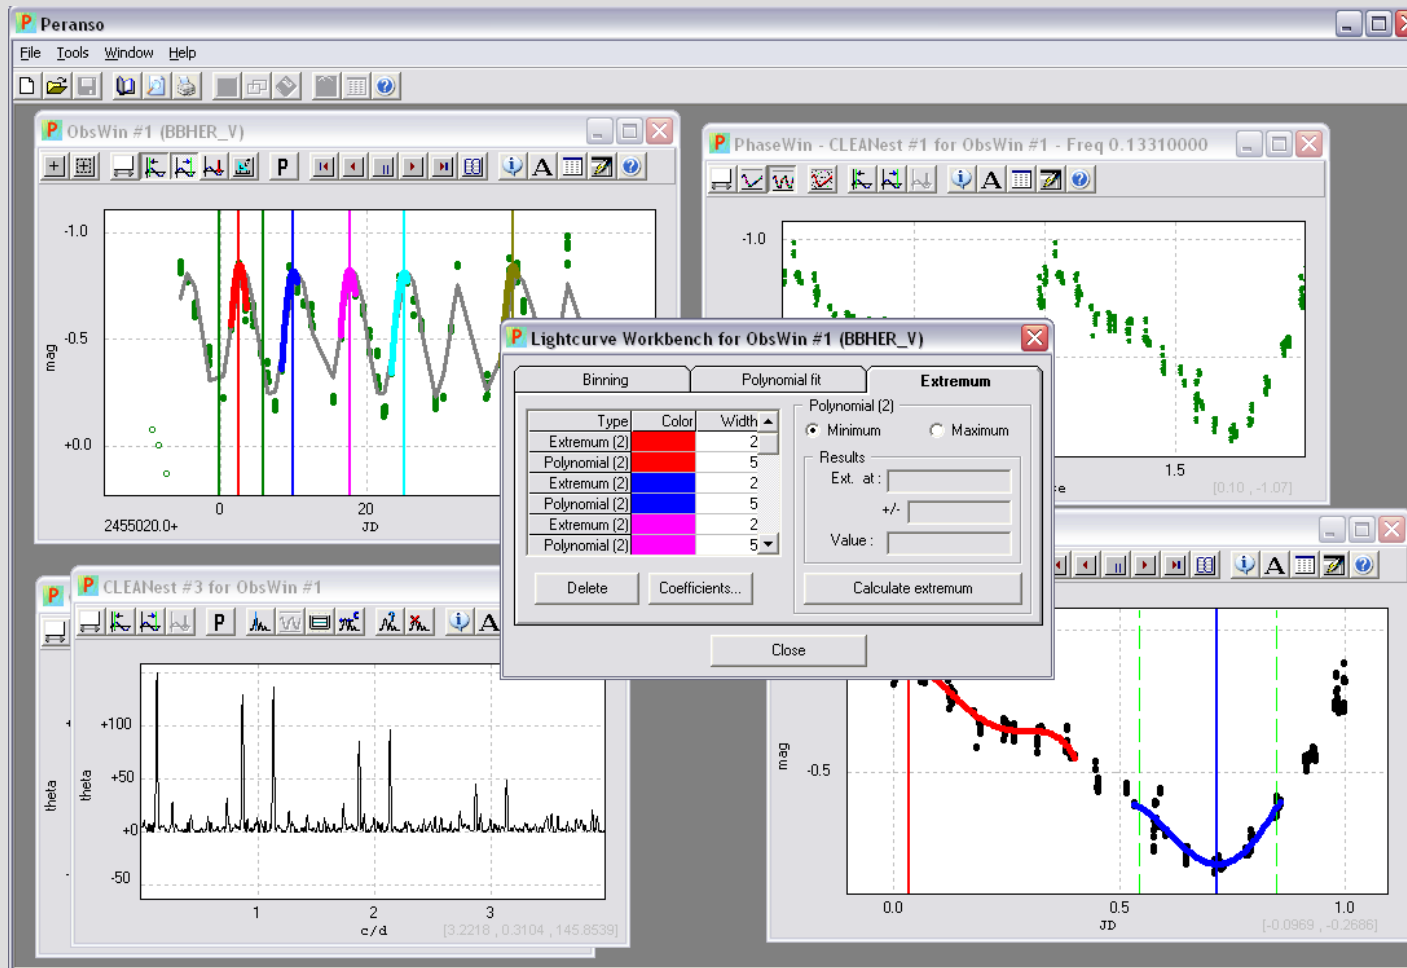 Peranso
File Tools Window Help
ObsWin #1 (BBHER_V)
P
A
-1.0
-0.5
+0.0
mag
0
20
2455020.0+
JD
PhaseWin - CLEANest #1 for ObsWin #1 - Freq 0.13310000
A
-1.0
1.5
[0.10 , -1.07]
Lightcurve Workbench for ObsWin #1 (BBHER_V)
Binning
Polynomial fit
Extremum
Type Color Width
Extremum (2) 2
Polynomial (2) 5
Extremum (2) 2
Polynomial (2) 5
Extremum (2) 2
Polynomial (2) 5
Delete
Coefficients...
Polynomial (2)
Minimum
Maximum
Results
Ext. at :
+/-
Value :
Calculate extremum
Close
CLEANest #3 for ObsWin #1
P
A
theta
theta
+100
+50
+0
-50
1
2
3
c/d
[3.2218 , 0.3104 , 145.8539]
A
mag
-0.5
0.0
0.5
1.0
JD
[-0.0969 , -0.2686]